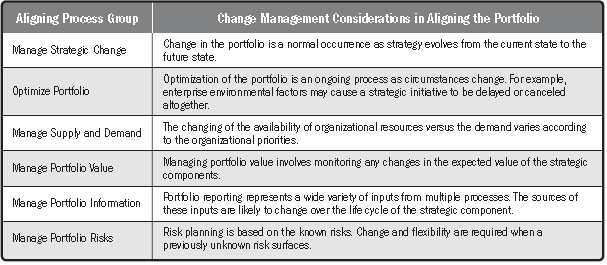 Aligning Process Group
Change Management Considerations in Aligning the Portfolio
Manage Strategic Change
Change in the portfolio is a normal occurrence as strategy evolves from the current state to the
future state.
Optimize Portfolio
Optimization of the portfolio is an ongoing process as circumstances change. For example,
enterprise environmental factors may cause a strategic initiative to be delayed or canceled
altogether.
Manage Supply and Demand
The changing of the availability of organizational resources versus the demand varies according
to the organizational priorities.
Manage Portfolio Value
Managing portfolio value involves monitoring any changes in the expected value of the strategic
components.
Manage Portfolio Information
Portfolio reporting represents a wide variety of inputs from multiple processes. The sources of
these inputs are likely to change over the life cycle of the strategic component.
Manage Portfolio Risks
Risk planning is based on the known risks. Change and flexibility are required when a
previously unknown risk surfaces.